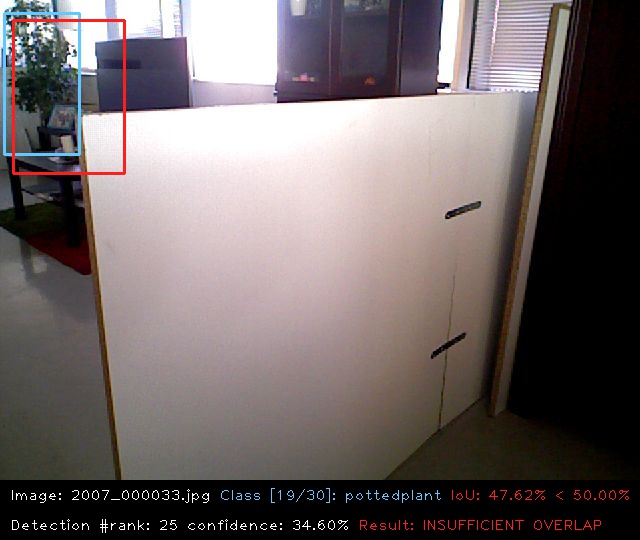 Image: 2007_000033.jpg Class [19/30]: pottedplant IoU: 47.62% < 50.00%
Detection #rank: 25 confidence: 34.60% Result: INSUFFICIENT OVERLAP